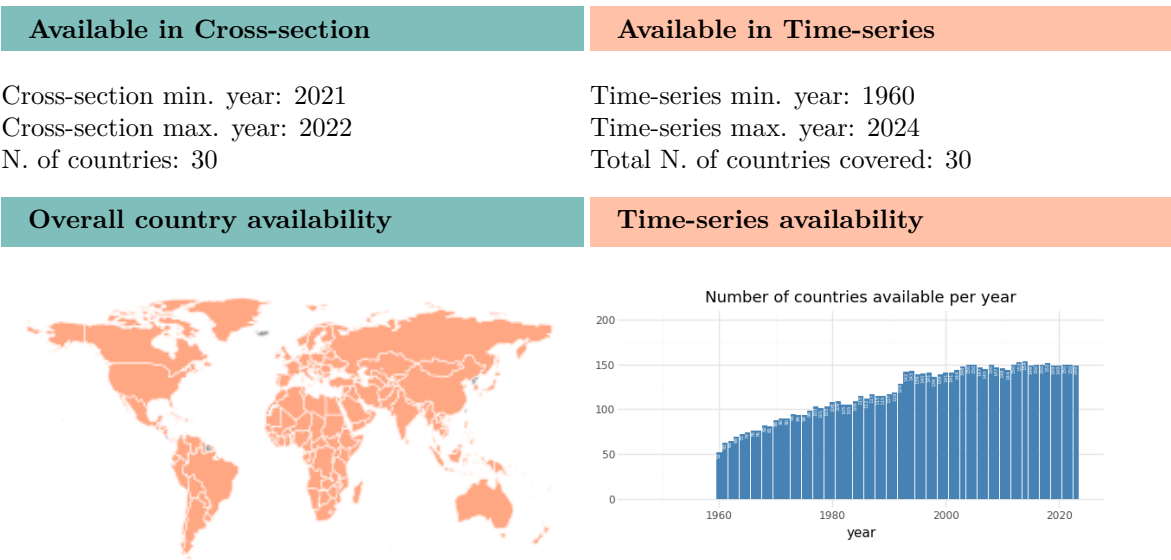 Available in Cross-section
Available in Time-series
Cross-section min. year: 2021
Cross-section max. year: 2022
N. of countries: 30
Time-series min. year: 1960
Time-series max. year: 2024
Total N. of countries covered: 30
Overall country availability
Time-series availability
Number of countries available per year
200
150
100
50
0
1960
1980
2000
2020
year